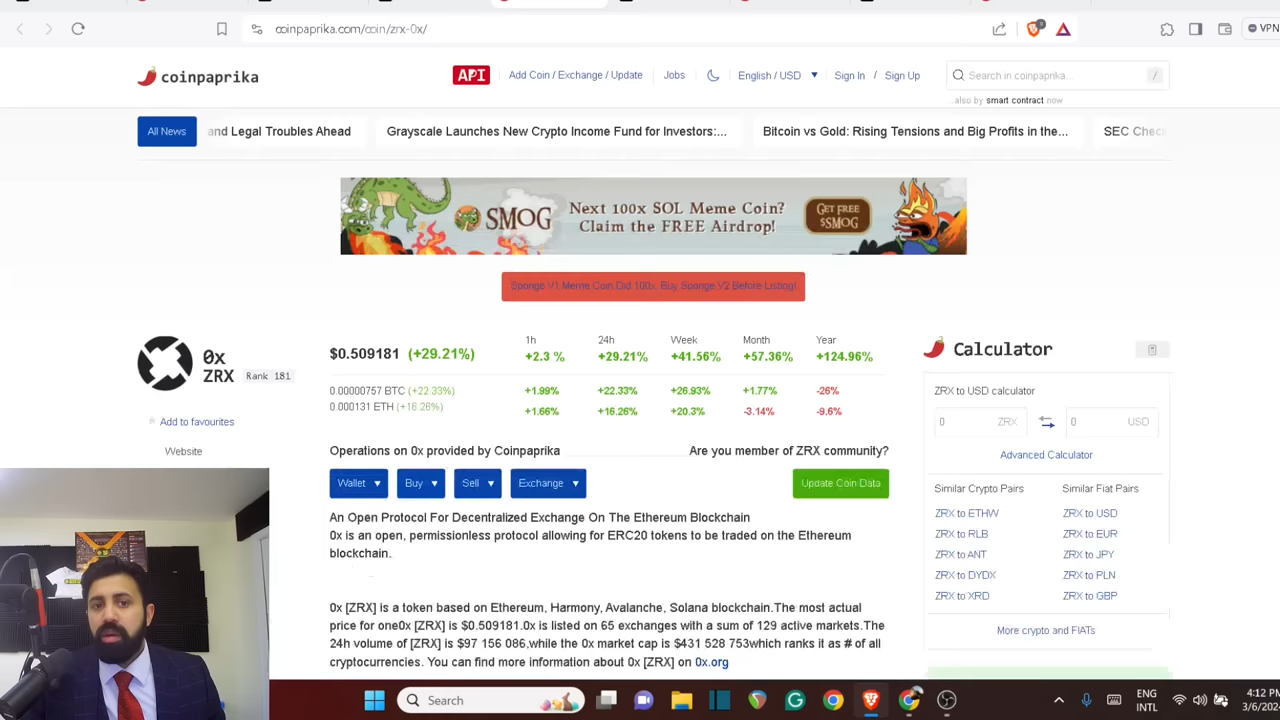 coinpaprika.com/coin/zrx-0x/
VPN
coinpaprika
API
Add Coin / Exchange / Update
Jobs
English / USD
Sign In / Sign Up
Search in coinpaprika...
/
also by smart contract now
All News
and Legal Troubles Ahead
Grayscale Launches New Crypto Income Fund for Investors:...
Bitcoin vs Gold: Rising Tensions and Big Profits in the...
SEC Chec
SMOG
Next 100x SOL Meme Coin?
Claim the FREE Airdrop!
GET FREE
$SMOG
Sponge V1 Meme Coin Did 100x. Buy Sponge V2 Before Listing!
0x
ZRX
Rank 181
Add to favourites
Website
$0.509181 (+29.21%)
1h 24h Week Month Year
+2.3 % +29.21% +41.56% +57.36% +124.96%
0.00000757 BTC (+22.33%) +1.99% +22.33% +26.93% +1.77% -26%
0.000131 ETH (+16.26%) +1.66% +16.26% +20.3% -3.14% -9.6%
Operations on 0x provided by Coinpaprika
Are you member of ZRX community?
Wallet
Buy
Sell
Exchange
Update Coin Data
An Open Protocol For Decentralized Exchange On The Ethereum Blockchain
0x is an open, permissionless protocol allowing for ERC20 tokens to be traded on the Ethereum
blockchain.
0x [ZRX] is a token based on Ethereum, Harmony, Avalanche, Solana blockchain.The most actual
price for one0x [ZRX] is $0.509181.0x is listed on 65 exchanges with a sum of 129 active markets.The
24h volume of [ZRX] is $97 156 086,while the 0x market cap is $431 528 753which ranks it as # of all
cryptocurrencies. You can find more information about 0x [ZRX] on 0x.org
Calculator
ZRX to USD calculator
0 ZRX
0 USD
Advanced Calculator
Similar Crypto Pairs Similar Fiat Pairs
ZRX to ETHW ZRX to USD
ZRX to RLB ZRX to EUR
ZRX to ANT ZRX to JPY
ZRX to DYDX ZRX to PLN
ZRX to XRD ZRX to GBP
More crypto and FIATs
Search
ENG
INTL
4:12 PM
3/6/202